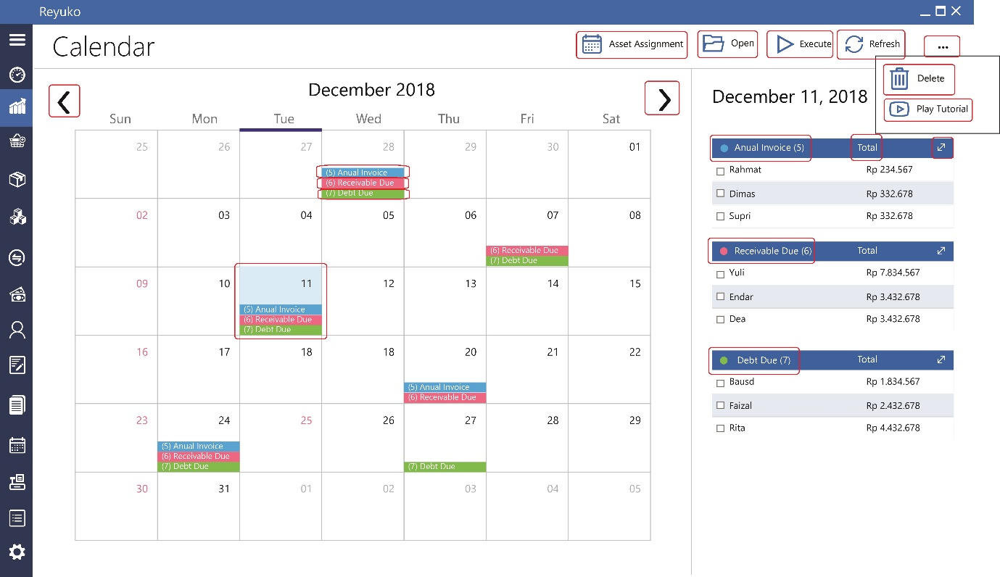 Reyuko
Calendar
Asset Assignment
Open
Execute
Refresh
...
Delete
Play Tutorial
December 2018
Sun Mon Tue Wed Thu Fri Sat
25 26 27 28 29 30 01
(5) Anual Invoice
(6) Receivable Due
(7) Debt Due
02 03 04 05 06 07 08
(6) Receivable Due
(7) Debt Due
09 10 11 12 13 14 15
(5) Anual Invoice
(6) Receivable Due
(7) Debt Due
16 17 18 18 20 21 22
(5) Anual Invoice
(6) Receivable Due
23 24 25 26 27 28 29
(5) Anual Invoice
(6) Receivable Due
(7) Debt Due (7) Debt Due
30 31 01 02 03 04 05
December 11, 2018
Anual Invoice (5) Total
Rahmat Rp 234.567
Dimas Rp 332.678
Supri Rp 332.678
Receivable Due (6) Total
Yuli Rp 7.834.567
Endar Rp 3.432.678
Dea Rp 3.432.678
Debt Due (7) Total
Bausd Rp 1.834.567
Faizal Rp 2.432.678
Rita Rp 4.432.678